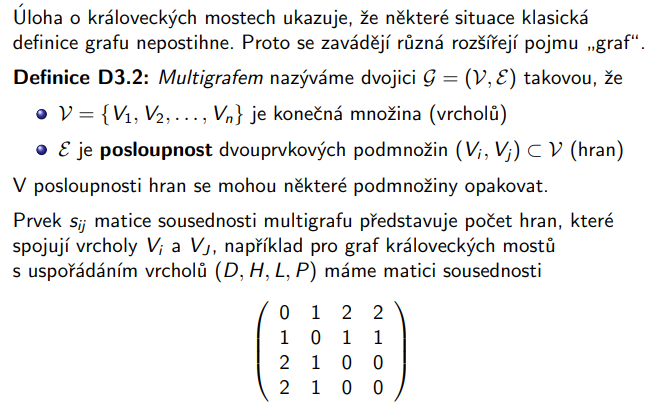 Úloha o královeckých mostech ukazuje, že některé situace klasická
definice grafu nepostihne. Proto se zavádějí různá rozšířejí pojmu „graf“.
Definice D3.2: Multigrafem nazýváme dvojici 𝒢 = (𝒱, ℰ) takovou, že
𝒱 = {V₁, V₂, . . . , Vₙ} je konečná množina (vrcholů)
ℰ je posloupnost dvouprvkových podmnožin (Vᵢ, Vⱼ) ⊂ 𝒱 (hran)
V posloupnosti hran se mohou některé podmnožiny opakovat.
Prvek sᵢⱼ matice sousednosti multigrafu představuje počet hran, které
spojují vrcholy Vᵢ a V_J, například pro graf královeckých mostů
s uspořádáním vrcholů (D, H, L, P) máme matici sousednosti
0 1 2 2
1 0 1 1
2 1 0 0
2 1 0 0